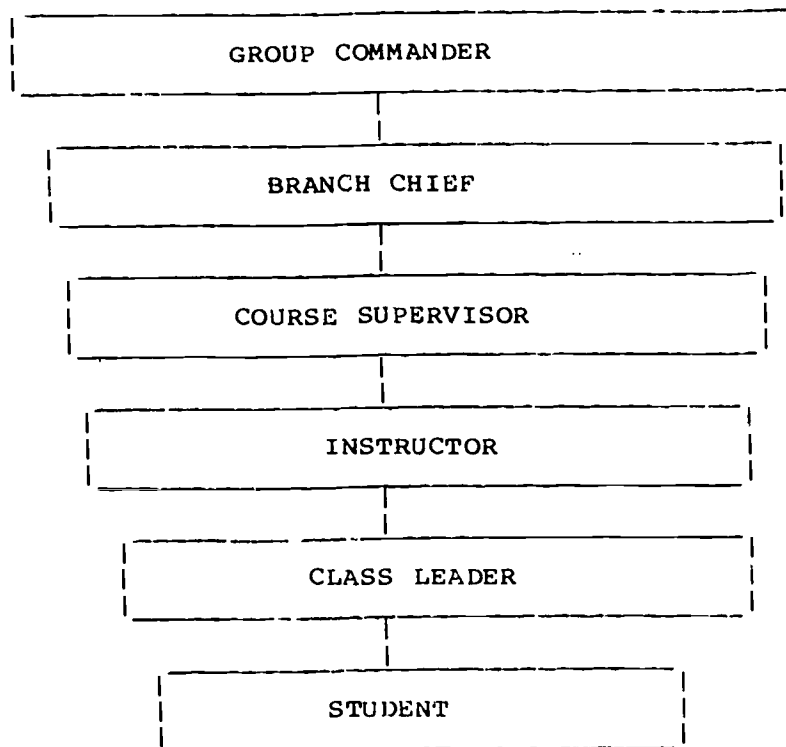 GROUP COMMANDER
BRANCH CHIEF
COURSE SUPERVISOR
INSTRUCTOR
CLASS LEADER
STUDENT